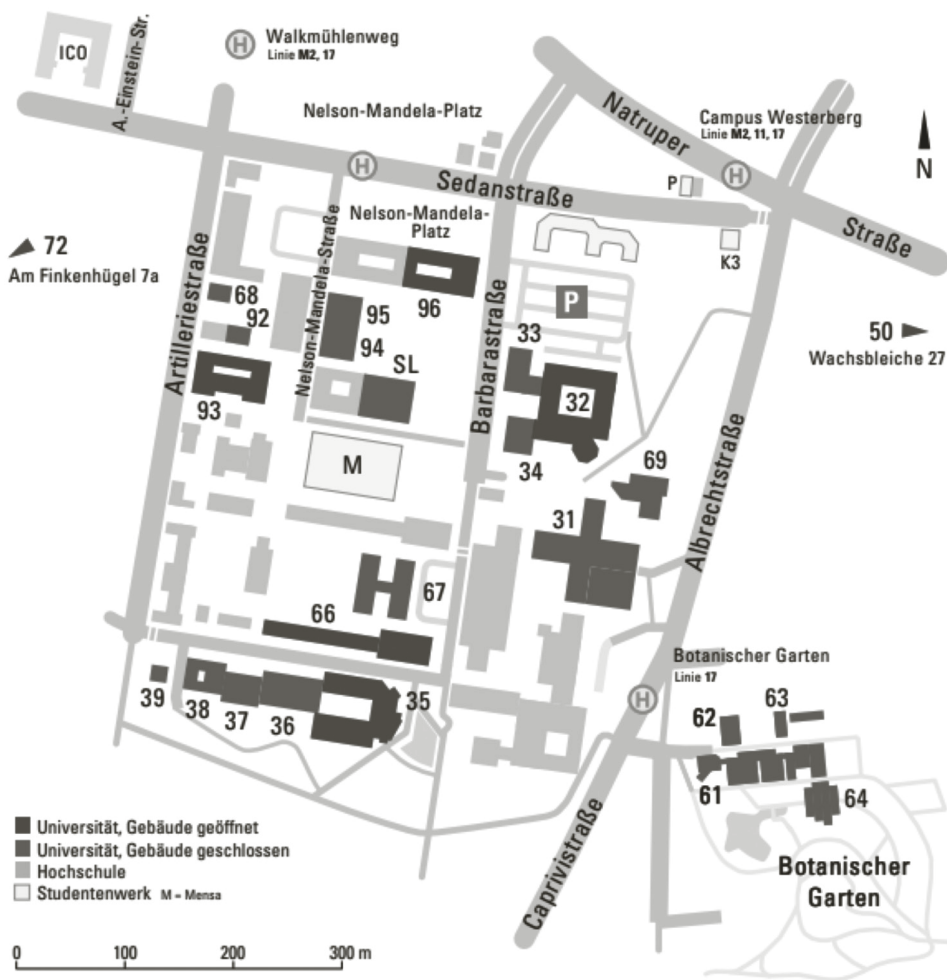 ICO
A.-Einstein-Str.
H
Walkmühlenweg
Linie M2, 17
Nelson-Mandela-Platz
H
Natruper
Straße
Campus Westerberg
Linie M2, 11, 17
H
N
P
K3
Sedanstraße
72
Am Finkenhügel 7a
Artilleriestraße
Nelson-Mandela-Straße
Nelson-Mandela-
Platz
Barbarastraße
P
50
Wachsbleiche 27
68
92
95
96
94
SL
33
32
93
M
34
69
31
Albrechtstraße
67
66
39
38
37
36
35
Botanischer Garten
Linie 17
H
62
63
61
64
Caprivistraße
Botanischer
Garten
Universität, Gebäude geöffnet
Universität, Gebäude geschlossen
Hochschule
Studentenwerk M = Mensa
0 100 200 300 m